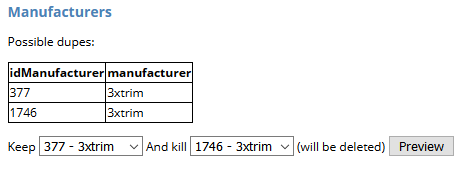 Manufacturers
Possible dupes:
idManufacturer manufacturer
377 3xtrim
1746 3xtrim
Keep 377 - 3xtrim And kill 1746 - 3xtrim (will be deleted) Preview